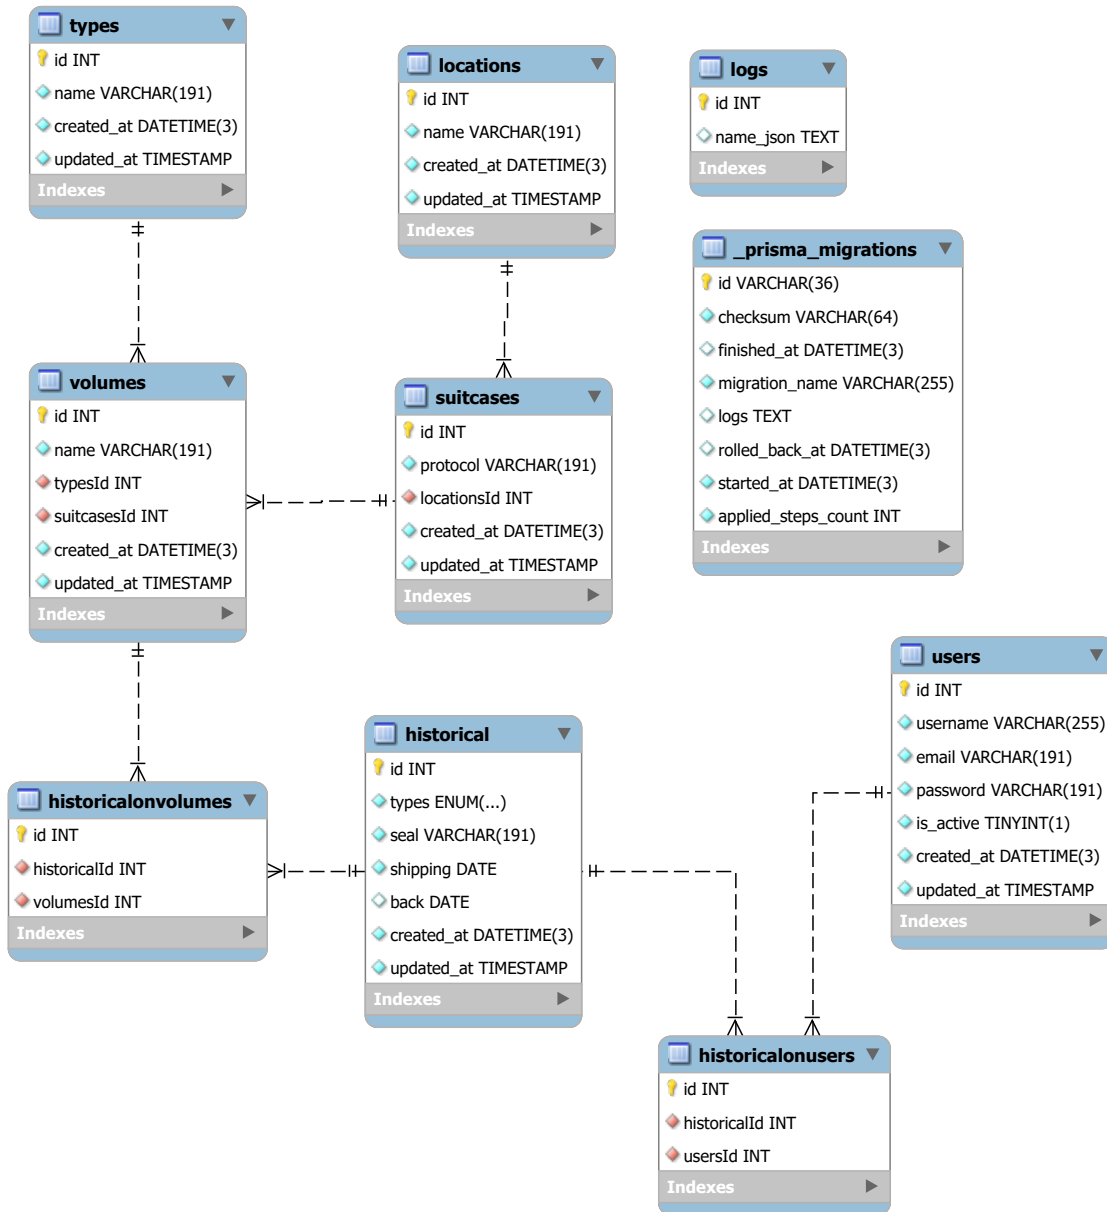 types
id INT
name VARCHAR(191)
created_at DATETIME(3)
updated_at TIMESTAMP
Indexes
locations
id INT
name VARCHAR(191)
created_at DATETIME(3)
updated_at TIMESTAMP
Indexes
logs
id INT
name_json TEXT
Indexes
_prisma_migrations
id VARCHAR(36)
checksum VARCHAR(64)
finished_at DATETIME(3)
migration_name VARCHAR(255)
logs TEXT
rolled_back_at DATETIME(3)
started_at DATETIME(3)
applied_steps_count INT
Indexes
volumes
id INT
name VARCHAR(191)
typesId INT
suitcasesId INT
created_at DATETIME(3)
updated_at TIMESTAMP
Indexes
suitcases
id INT
protocol VARCHAR(191)
locationsId INT
created_at DATETIME(3)
updated_at TIMESTAMP
Indexes
users
id INT
username VARCHAR(255)
email VARCHAR(191)
password VARCHAR(191)
is_active TINYINT(1)
created_at DATETIME(3)
updated_at TIMESTAMP
Indexes
historical
id INT
types ENUM(...)
seal VARCHAR(191)
shipping DATE
back DATE
created_at DATETIME(3)
updated_at TIMESTAMP
Indexes
historicalonvolumes
id INT
historicalId INT
volumesId INT
Indexes
historicalonusers
id INT
historicalId INT
usersId INT
Indexes